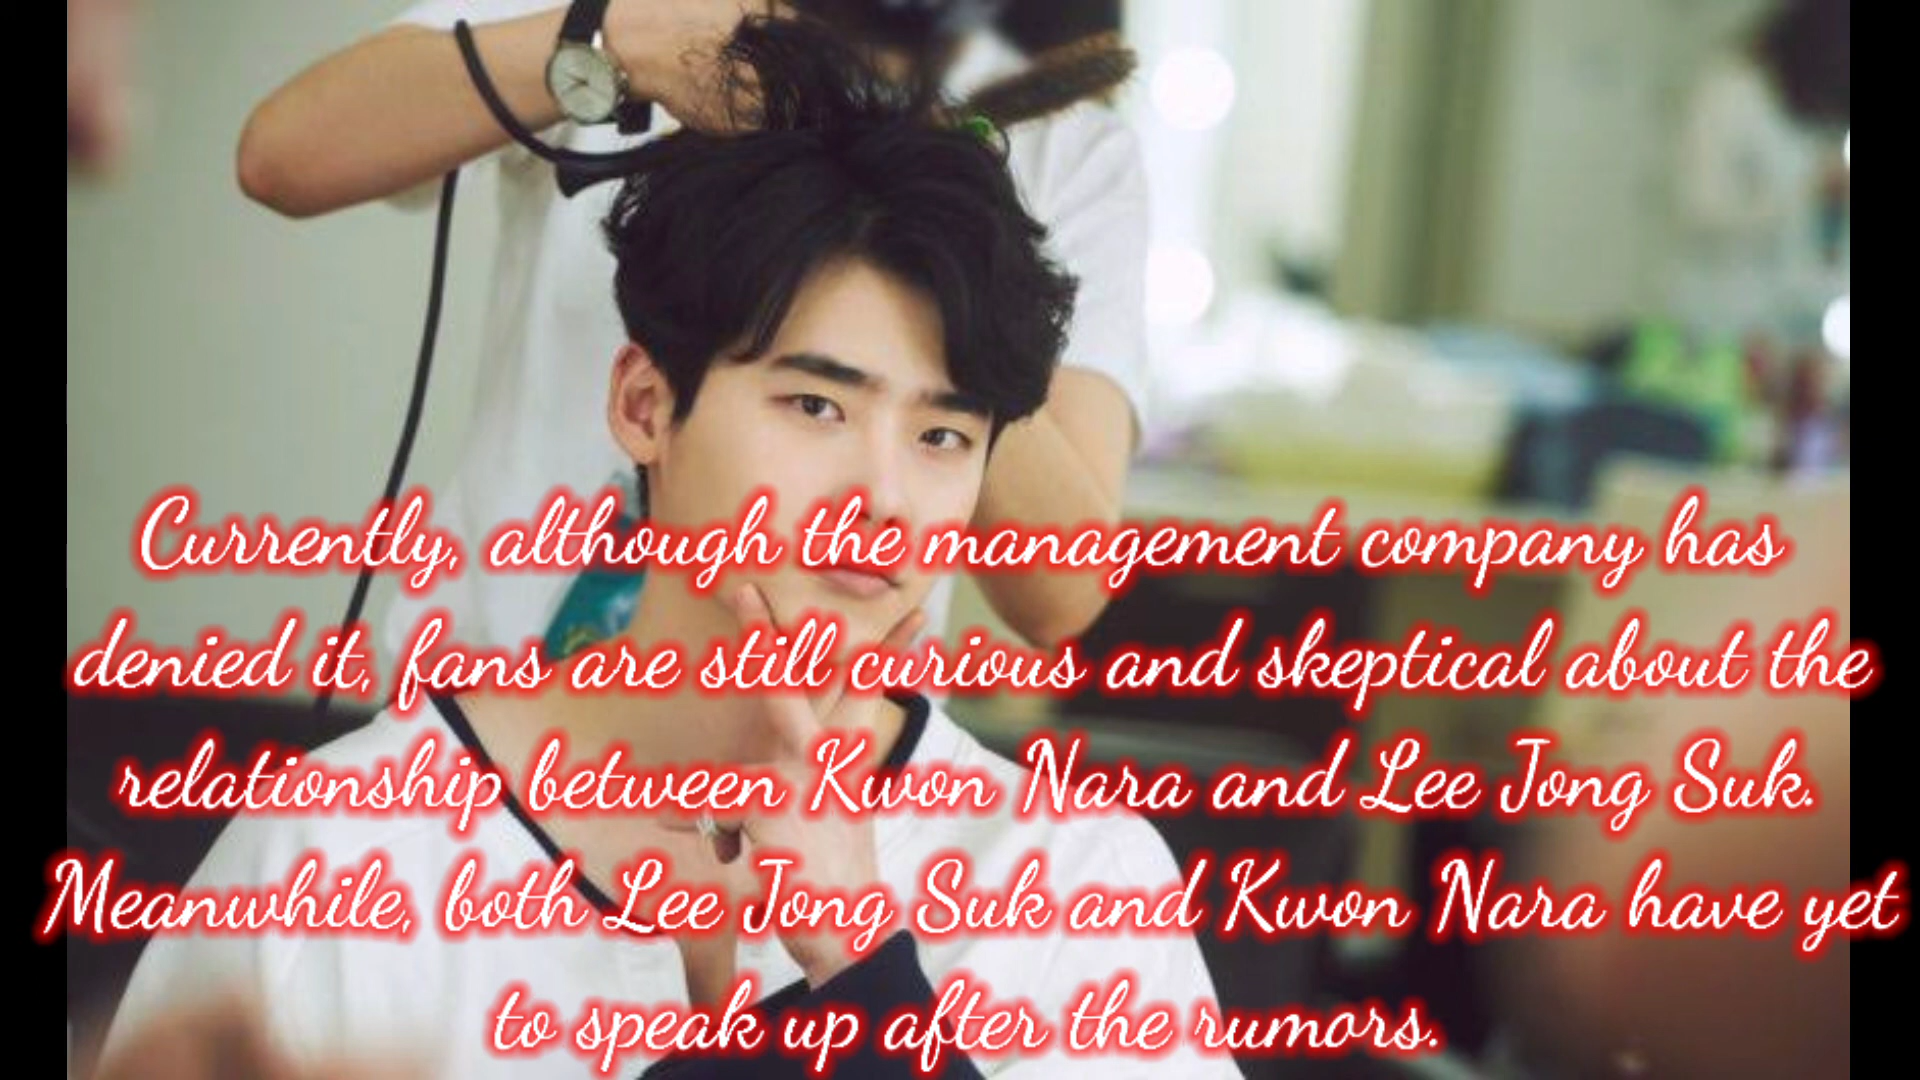 Currently, although the management company has
denied it, fans are still curious and skeptical about the
relationship between Kwon Nara and Lee Jong Suk.
Meanwhile, both Lee Jong Suk and Kwon Nara have yet
to speak up after the rumors.